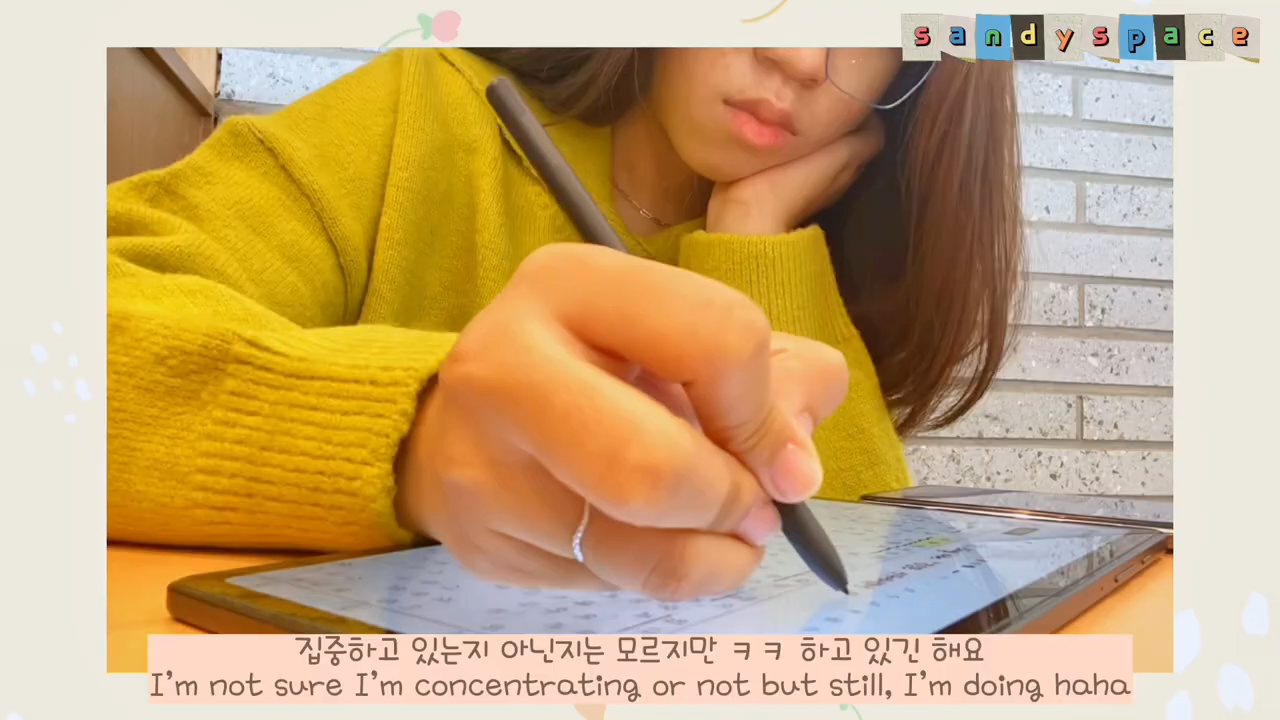 sandyspace
집중하고 있는지 아닌지는 모르지만 ㅋㅋ 하고 있긴 해요
I'm not sure I'm concentrating or not but still, I'm doing haha